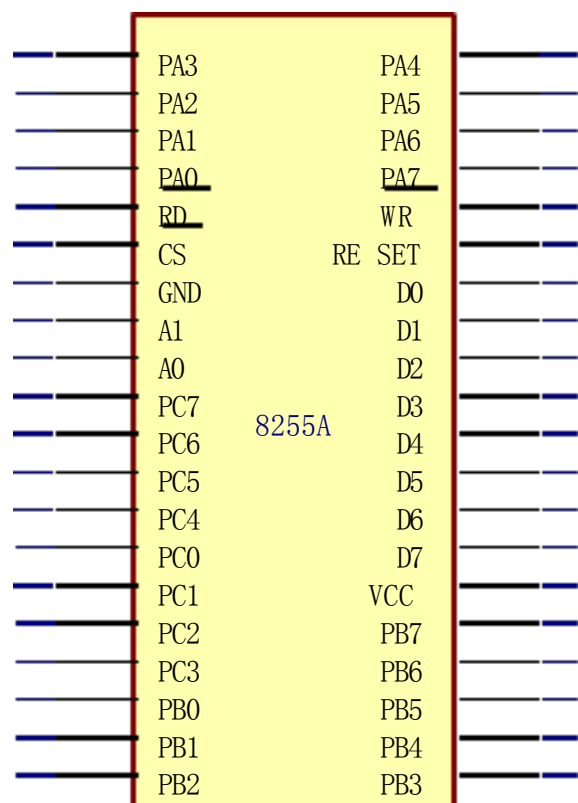 PA3 PA4
PA2 PA5
PA1 PA6
PA0 PA7
RD WR
CS RE SET
GND D0
A1 D1
A0 D2
PC7 D3
8255A
PC6 D4
PC5 D5
PC4 D6
PC0 D7
PC1 VCC
PC2 PB7
PC3 PB6
PB0 PB5
PB1 PB4
PB2 PB3